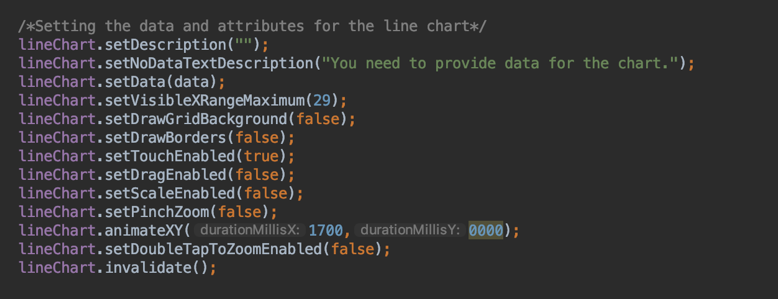 /*Setting the data and attributes for the line chart*/
lineChart.setDescription("");
lineChart.setNoDataTextDescription("You need to provide data for the chart.");
lineChart.setData(data);
lineChart.setVisibleXRangeMaximum(29);
lineChart.setDrawGridBackground(false);
lineChart.setDrawBorders(false);
lineChart.setTouchEnabled(true);
lineChart.setDragEnabled(false);
lineChart.setScaleEnabled(false);
lineChart.setPinchZoom(false);
lineChart.animateXY( durationMillisX: 1700, durationMillisY: 0000);
lineChart.setDoubleTapToZoomEnabled(false);
lineChart.invalidate();